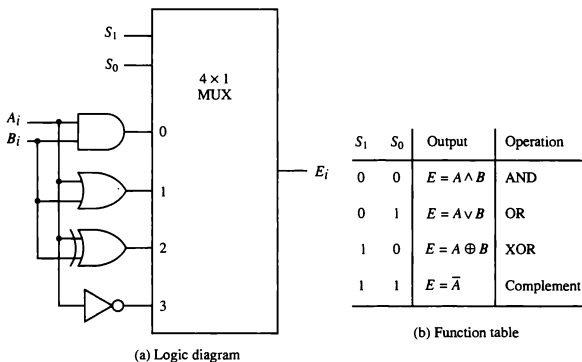 S₁
S₀
4 × 1
MUX
Aᵢ
Bᵢ
0
1
2
3
Eᵢ
(a) Logic diagram
S₁ S₀ Output Operation
0 0 E = A ∧ B AND
0 1 E = A ∨ B OR
1 0 E = A ⊕ B XOR
1 1 E = A̅ Complement
(b) Function table